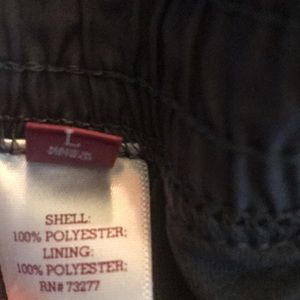 L
SHELL:
100% POLYESTER:
LINING:
100% POLYESTER:
RN# 73277